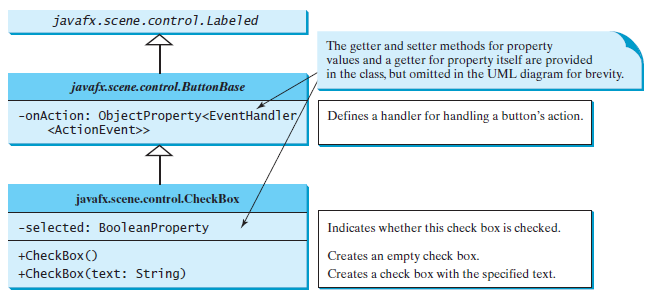 javafx.scene.control.Labeled
The getter and setter methods for property
values and a getter for property itself are provided
in the class, but omitted in the UML diagram for brevity.
javafx.scene.control.ButtonBase
-onAction: ObjectProperty<EventHandler
<ActionEvent>>
Defines a handler for handling a button's action.
javafx.scene.control.CheckBox
-selected: BooleanProperty
Indicates whether this check box is checked.
+CheckBox()
Creates an empty check box.
+CheckBox(text: String)
Creates a check box with the specified text.